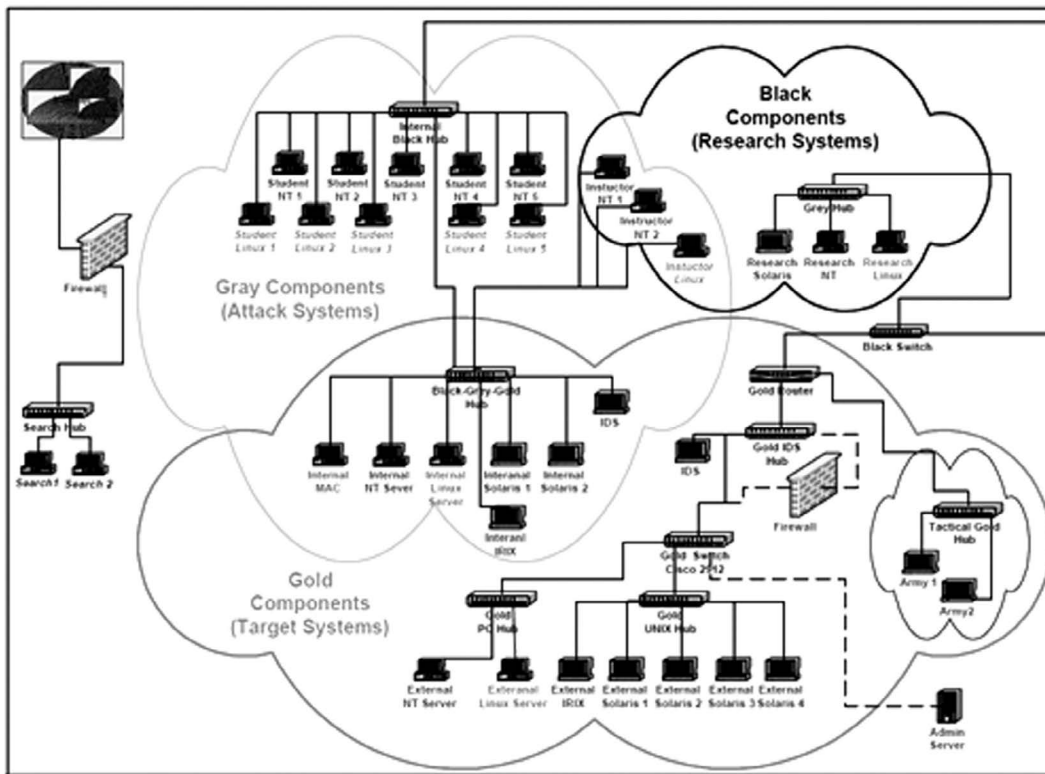 Internal
Black Hub
Student
NT 1
Student
NT 2
Student
NT 3
Student
NT 4
Student
NT 5
Student
Linux 1
Student
Linux 2
Student
Linux 3
Student
Linux 4
Student
Linux 5
Gray Components
(Attack Systems)
Black
Components
(Research Systems)
Instuctor
NT 1
Instuctor
NT 2
Instuctor
Linux
Grey Hub
Research
Solaris
Research
NT
Research
Linux
Firewall
Search Hub
Search1
Search 2
Black Switch
Black-Grey-Gold
Hub
IDS
Internal
MAC
Internal
NT Sever
Internal
Linux
Server
Interanal
Solaris 1
Internal
Solaris 2
Interanl
IRIX
Gold Router
Gold IDS
Hub
IDS
Firewall
Tactical Gold
Hub
Army 1
Army2
Gold Switch
Cisco 2912
Gold
Components
(Target Systems)
Gold
PC Hub
Gold
UNIX Hub
External
NT Server
Exteranal
Linux Server
External
IRIX
External
Solaris 1
External
Solaris 2
External
Solaris 3
External
Solaris 4
Admin
Server